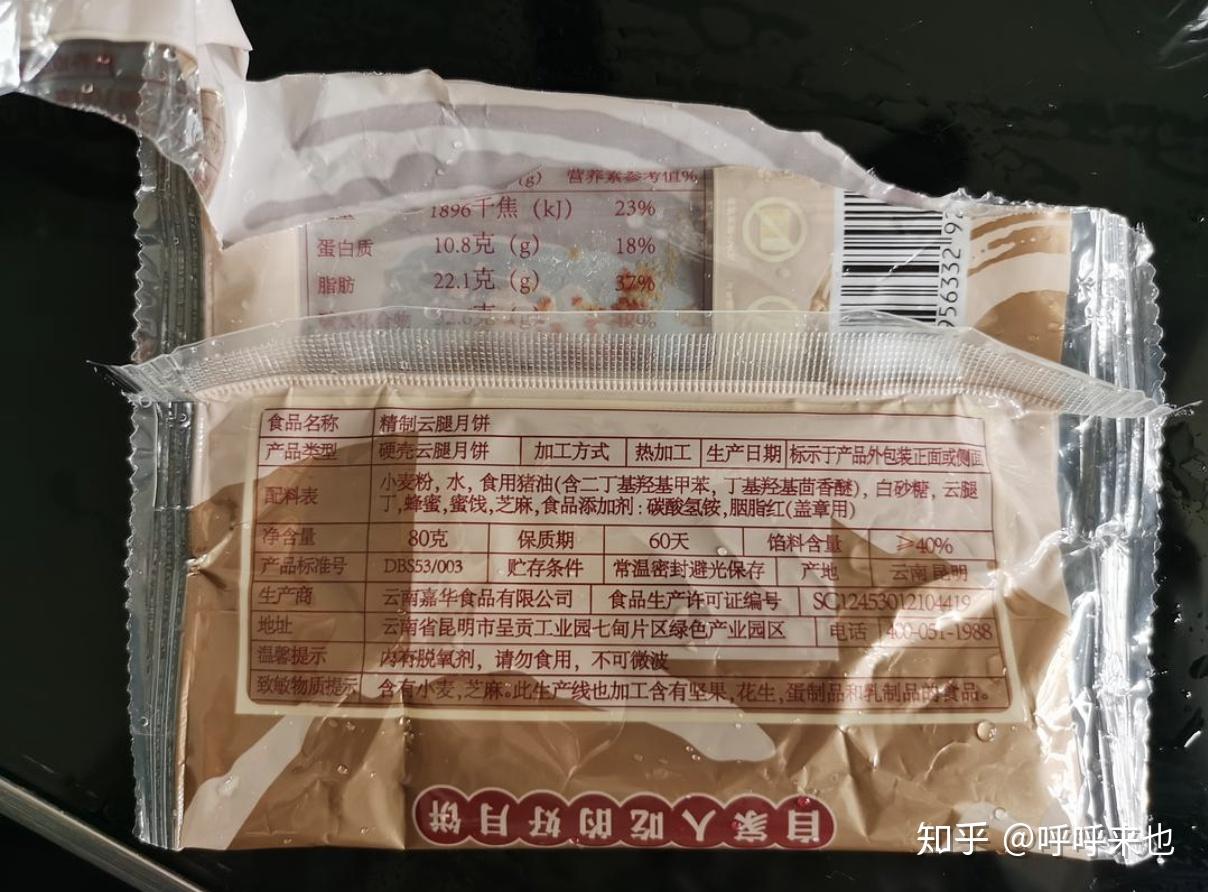 (g) 营养素参考值%
1896千焦 (kJ) 23%
蛋白质 10.8克 (g) 18%
脂肪 22.1克 (g) 37%
956332
食品名称 精制云腿月饼
产品类型 硬壳云腿月饼 加工方式 热加工 生产日期 标示于产品外包装正面或侧面
配料表 小麦粉, 水, 食用猪油(含二丁基羟基甲苯, 丁基羟基茴香醚), 白砂糖, 云腿
丁,蜂蜜,蜜饯,芝麻,食品添加剂:碳酸氢铵,胭脂红(盖章用)
净含量 80克 保质期 60天 馅料含量 ≥40%
产品标准号 DBS53/003 贮存条件 常温密封避光保存 产地 云南 昆明
生产商 云南嘉华食品有限公司 食品生产许可证编号 SC12453012104419
地址 云南省昆明市呈贡工业园七甸片区绿色产业园区 电话 400-051-1988
温馨提示 内有脱氧剂, 请勿食用, 不可微波
致敏物质提示 含有小麦,芝麻。此生产线也加工含有坚果, 花生, 蛋制品和乳制品的食品。
自家人吃的好月饼
知乎 @呼呼来也